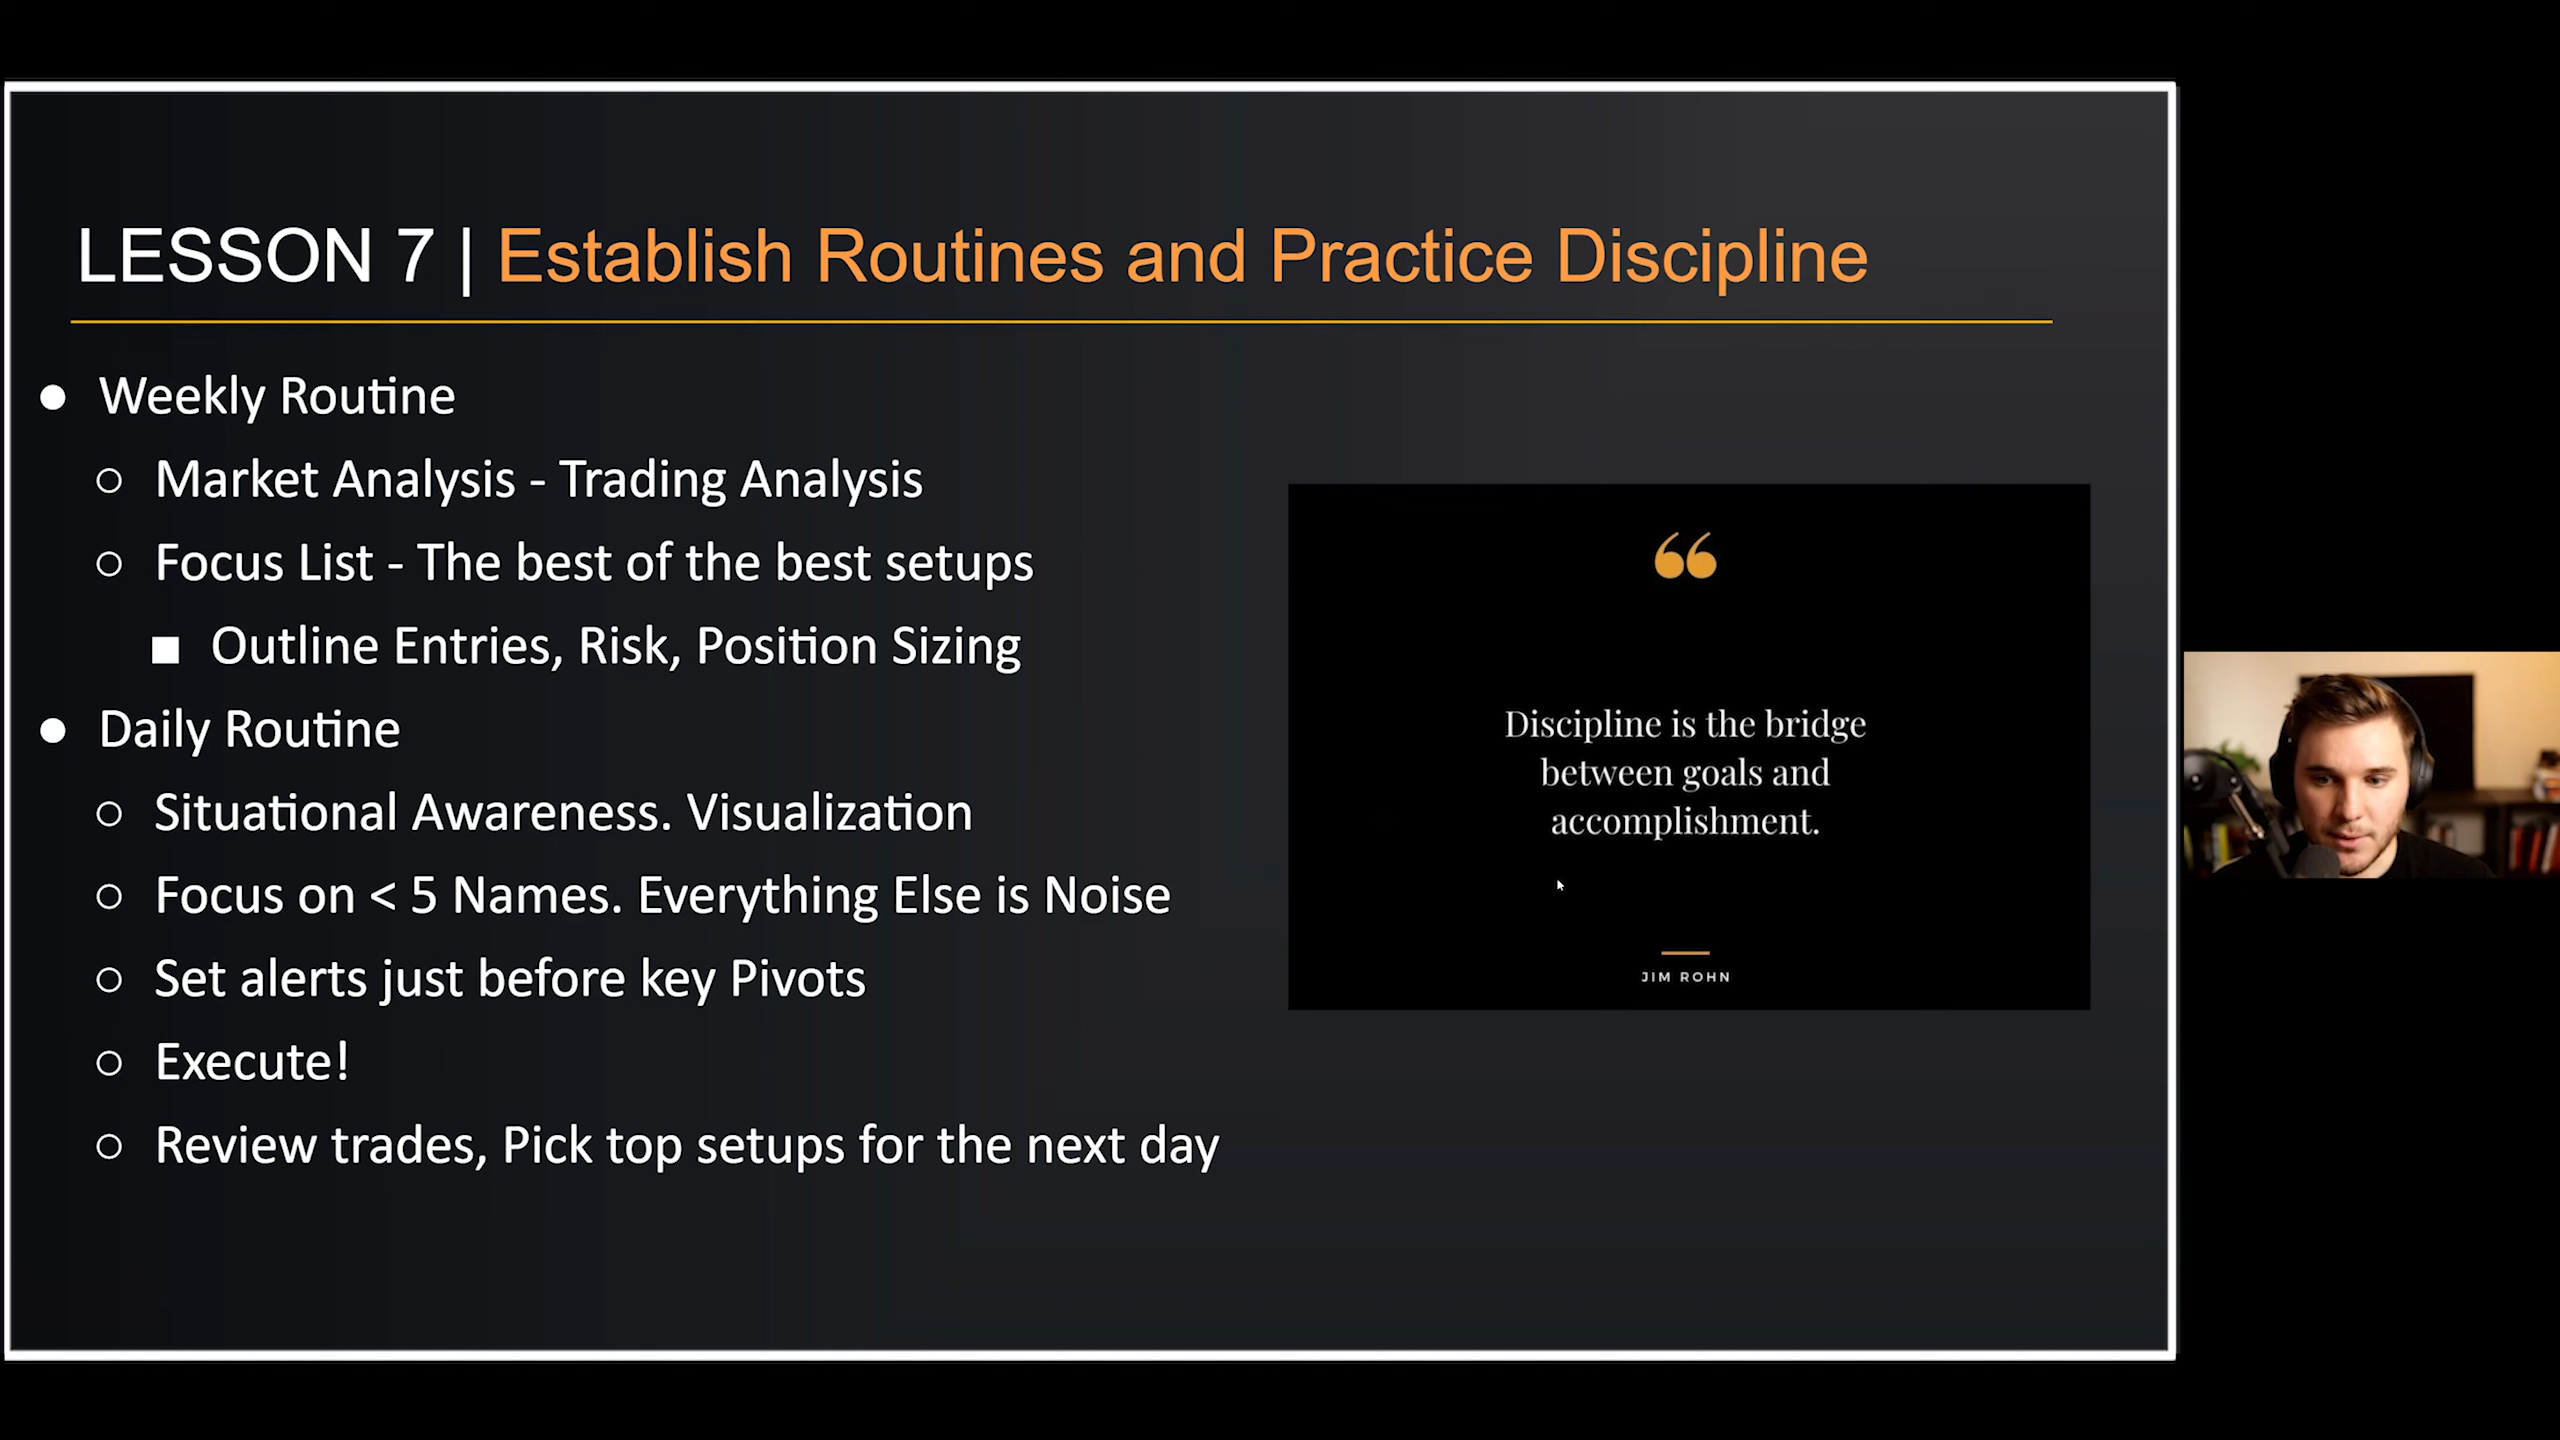 LESSON 7 | Establish Routines and Practice Discipline
● Weekly Routine
○ Market Analysis - Trading Analysis
○ Focus List - The best of the best setups
■ Outline Entries, Risk, Position Sizing
● Daily Routine
○ Situational Awareness. Visualization
○ Focus on < 5 Names. Everything Else is Noise
○ Set alerts just before key Pivots
○ Execute!
○ Review trades, Pick top setups for the next day
“
Discipline is the bridge
between goals and
accomplishment.
JIM ROHN